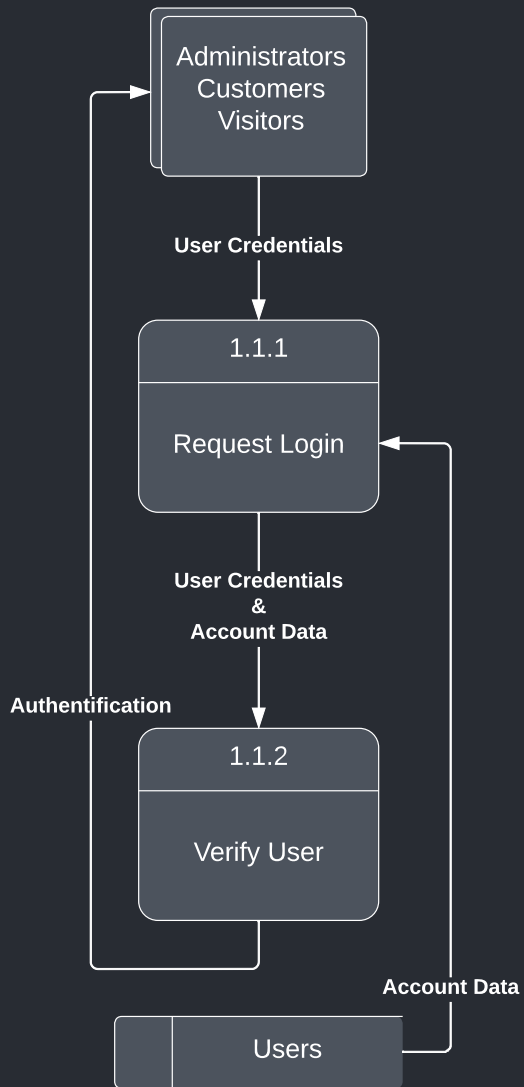 Administrators
Customers
Visitors
User Credentials
1.1.1
Request Login
User Credentials
&
Account Data
Authentification
1.1.2
Verify User
Account Data
Users